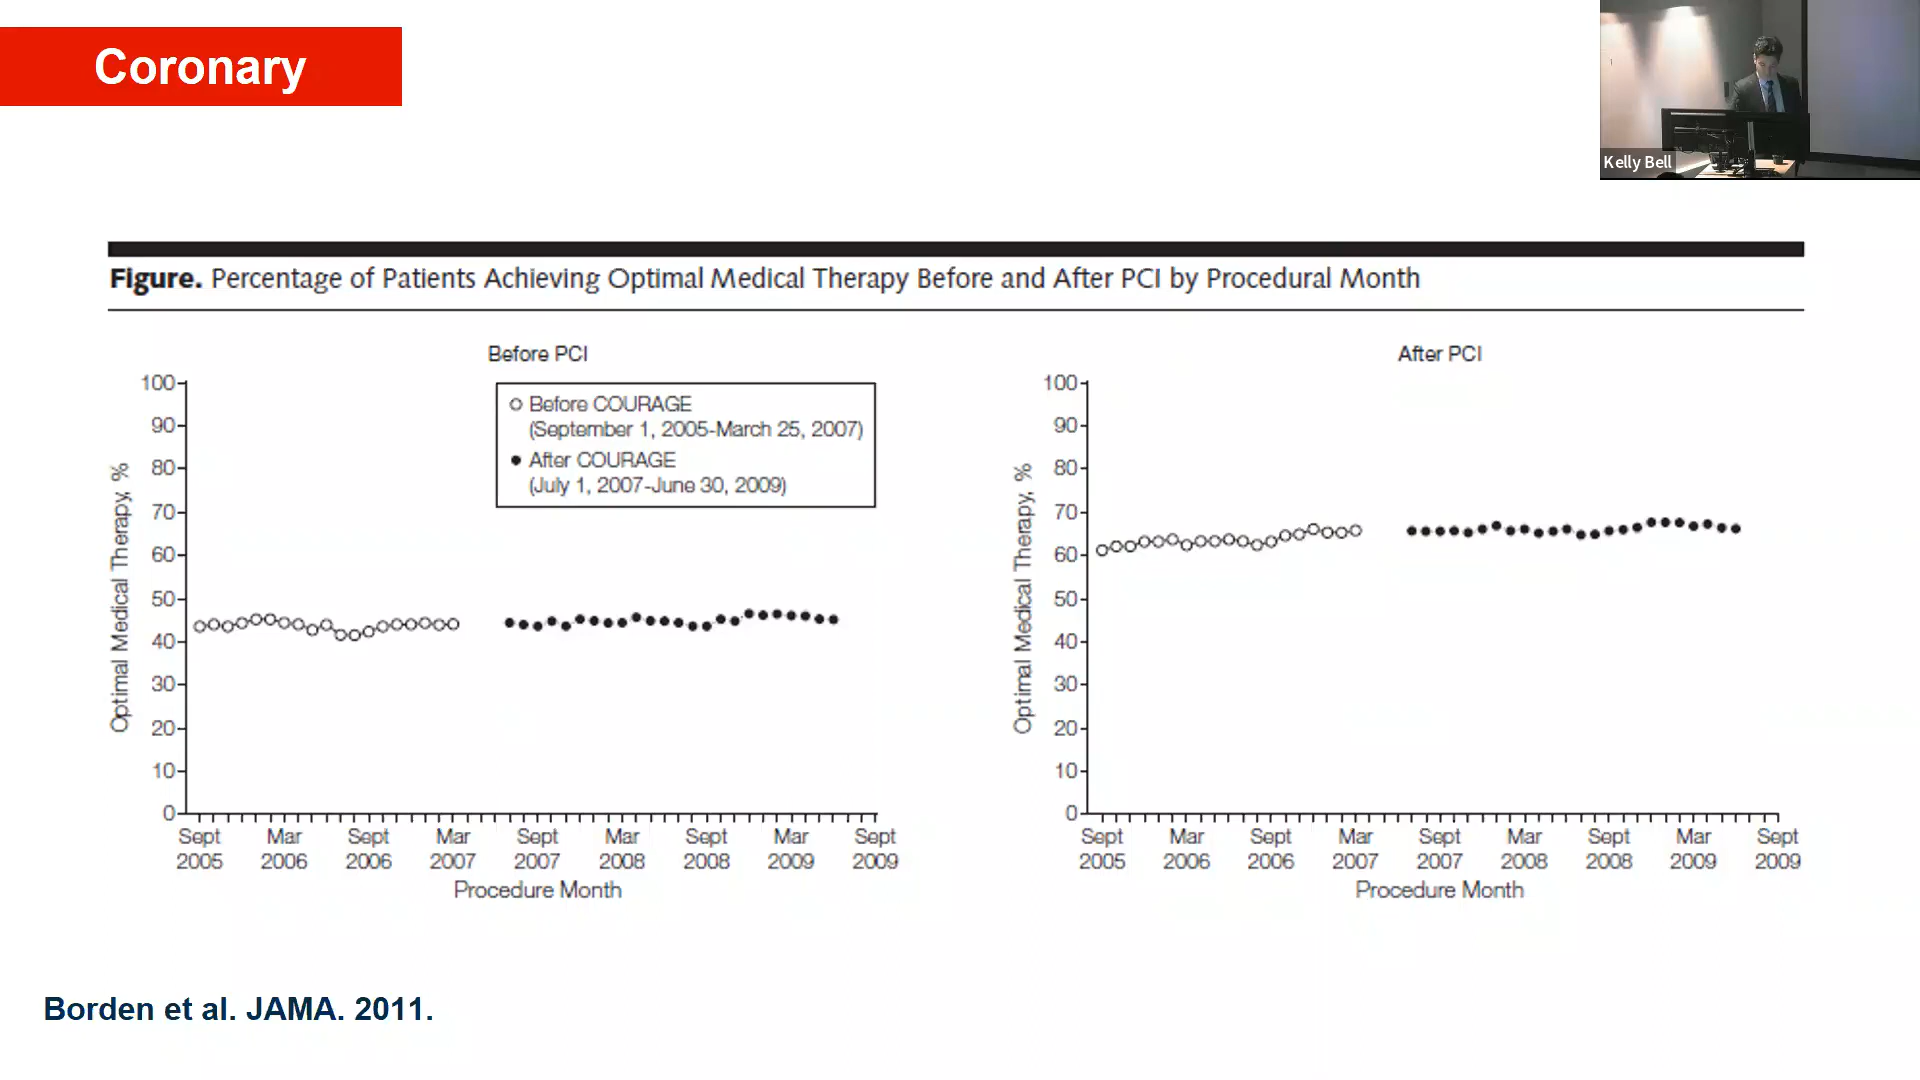 Coronary
Kelly Bell
Figure. Percentage of Patients Achieving Optimal Medical Therapy Before and After PCI by Procedural Month
Before PCI
Optimal Medical Therapy, %
100
90
80
70
60
50
40
30
20
10
0
Before COURAGE
(September 1, 2005-March 25, 2007)
After COURAGE
(July 1, 2007-June 30, 2009)
Sept Mar Sept Mar Sept Mar Sept Mar Sept
2005 2006 2006 2007 2007 2008 2008 2009 2009
Procedure Month
After PCI
Optimal Medical Therapy, %
100
90
80
70
60
50
40
30
20
10
0
Sept Mar Sept Mar Sept Mar Sept Mar Sept
2005 2006 2006 2007 2007 2008 2008 2009 2009
Procedure Month
Borden et al. JAMA. 2011.